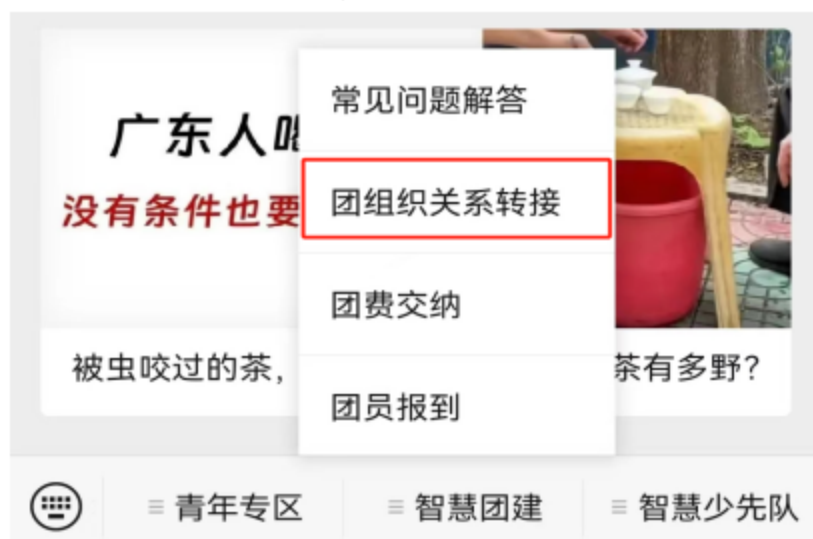 常见问题解答
广东人
团组织关系转接
没有条件也要
团费交纳
被虫咬过的茶,
茶有多野?
团员报到
青年专区
智慧团建
智慧少先队